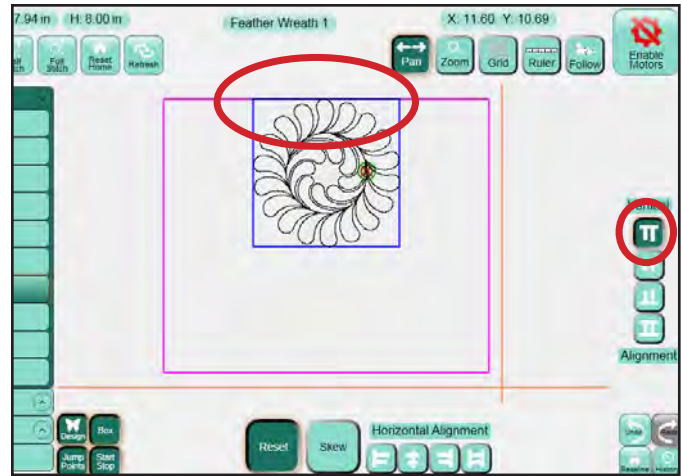 7.94 in H: 8.00 in Feather Wreath 1 X: 11.60 Y: 10.69
Full Stitch
Reset Home
Refresh
Pan
Zoom
Grid
Ruler
Follow
Enable Motors
Alignment
Design
Box
Jump Points
Start Stop
Reset
Skew
Horizontal Alignment